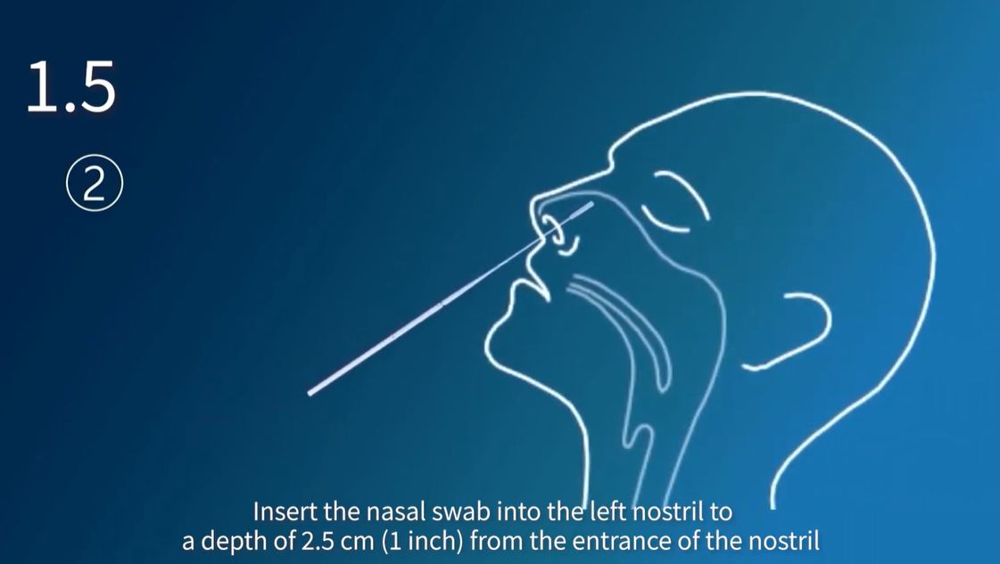 1.5
②
Insert the nasal swab into the left nostril to
a depth of 2.5 cm (1 inch) from the entrance of the nostril